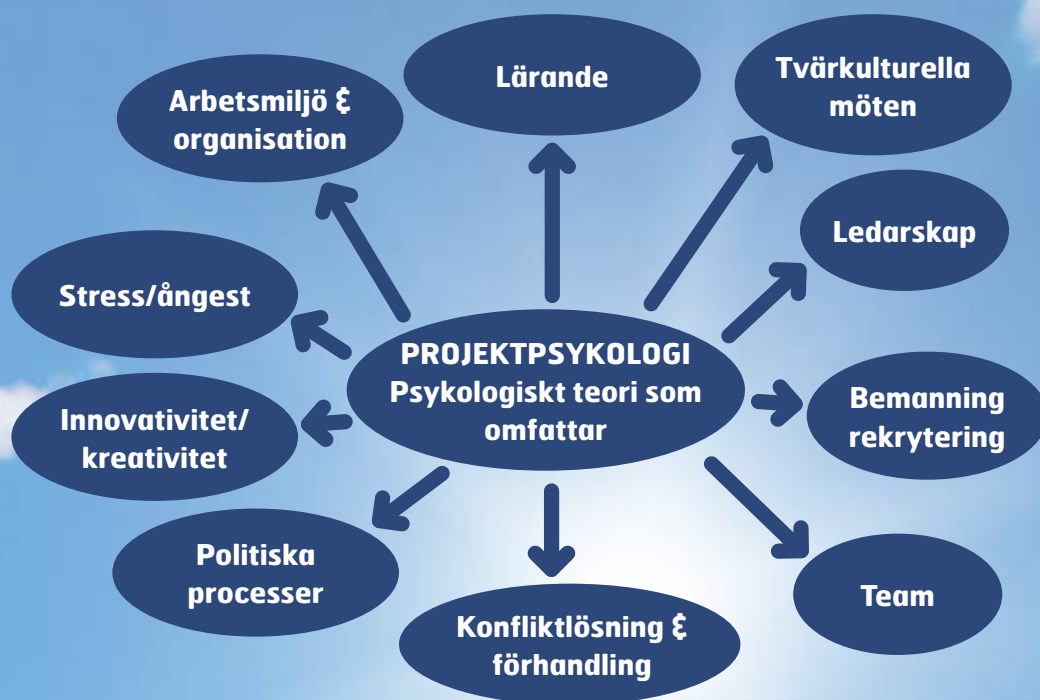 Lärande
Tvärkulturella
möten
Arbetsmiljö &
organisation
Ledarskap
Stress/ångest
PROJEKTPSYKOLOGI
Psykologiskt teori som
omfattar
Bemanning
rekrytering
Innovativitet/
kreativitet
Politiska
processer
Team
Konfliktlösning &
förhandling